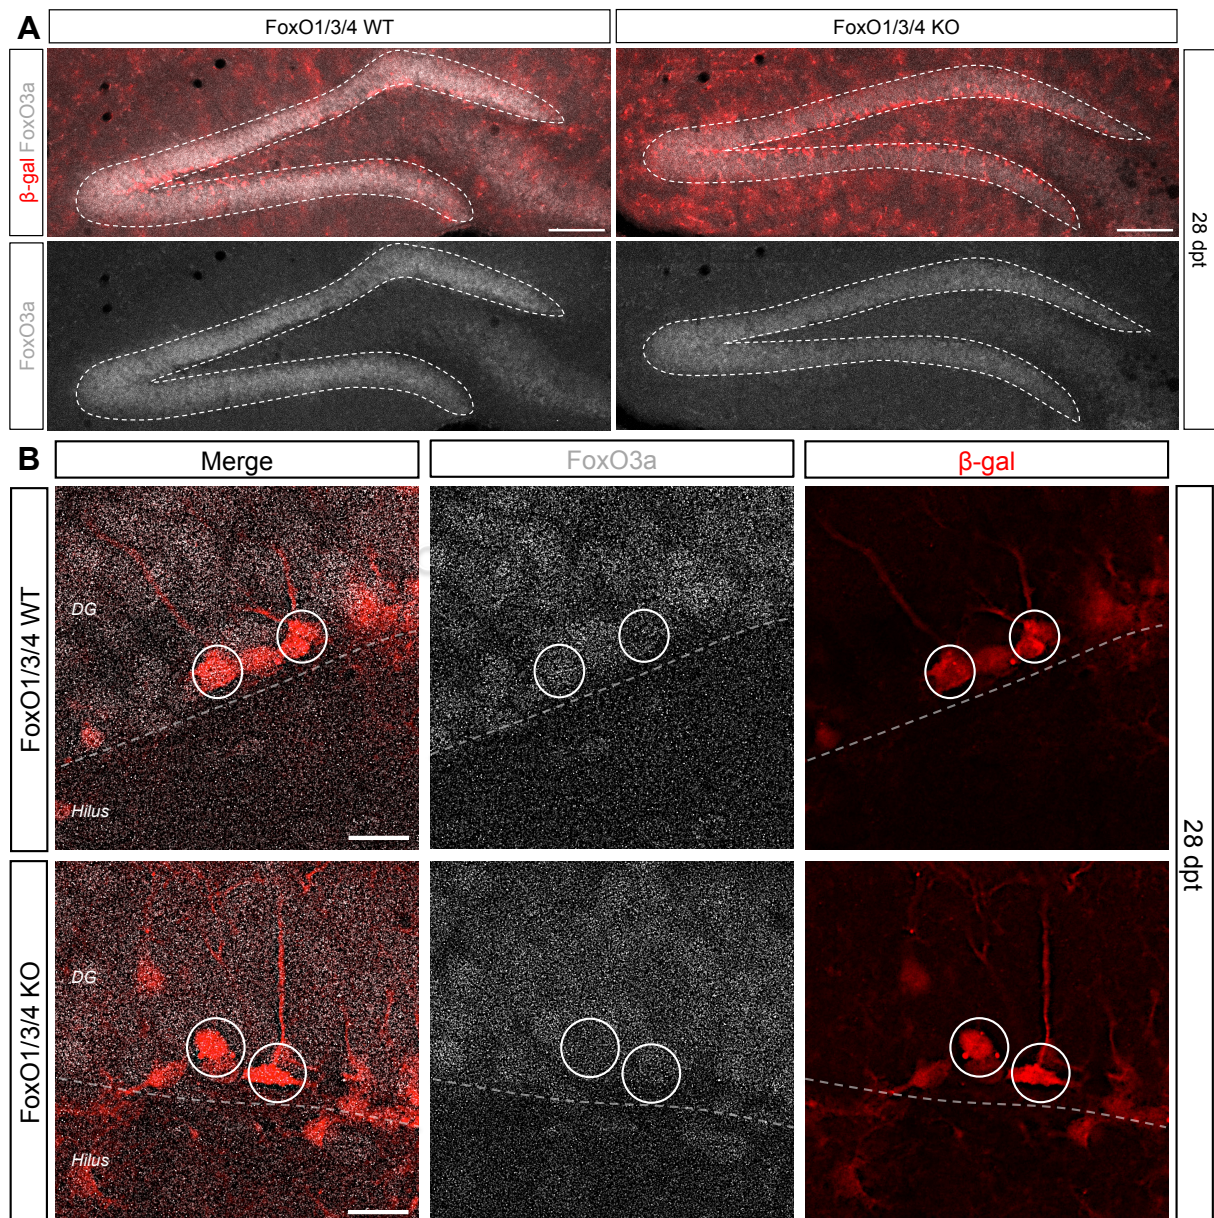 A
FoxO1/3/4 WT
FoxO1/3/4 KO
β-gal FoxO3a
FoxO3a
28 dpt
B
Merge
FoxO3a
β-gal
FoxO1/3/4 WT
DG
Hilus
FoxO1/3/4 KO
DG
Hilus
28 dpt